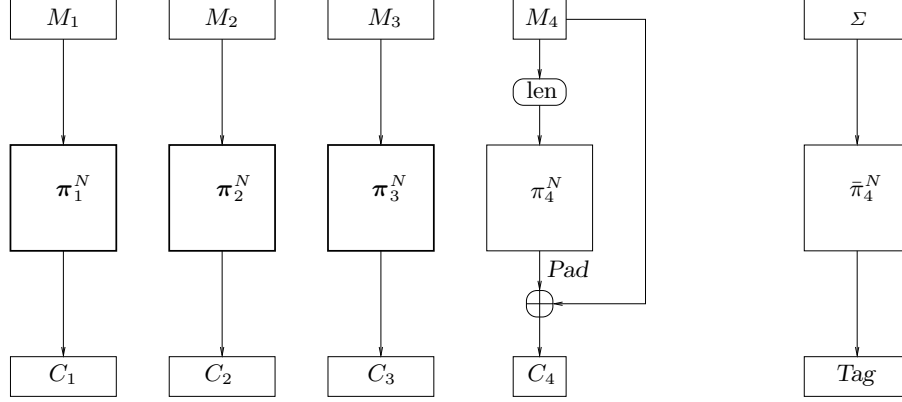 M₁ M₂ M₃ M₄ Σ
len
π₁ᴺ π₂ᴺ π₃ᴺ π₄ᴺ π̄₄ᴺ
Pad
C₁ C₂ C₃ C₄ Tag